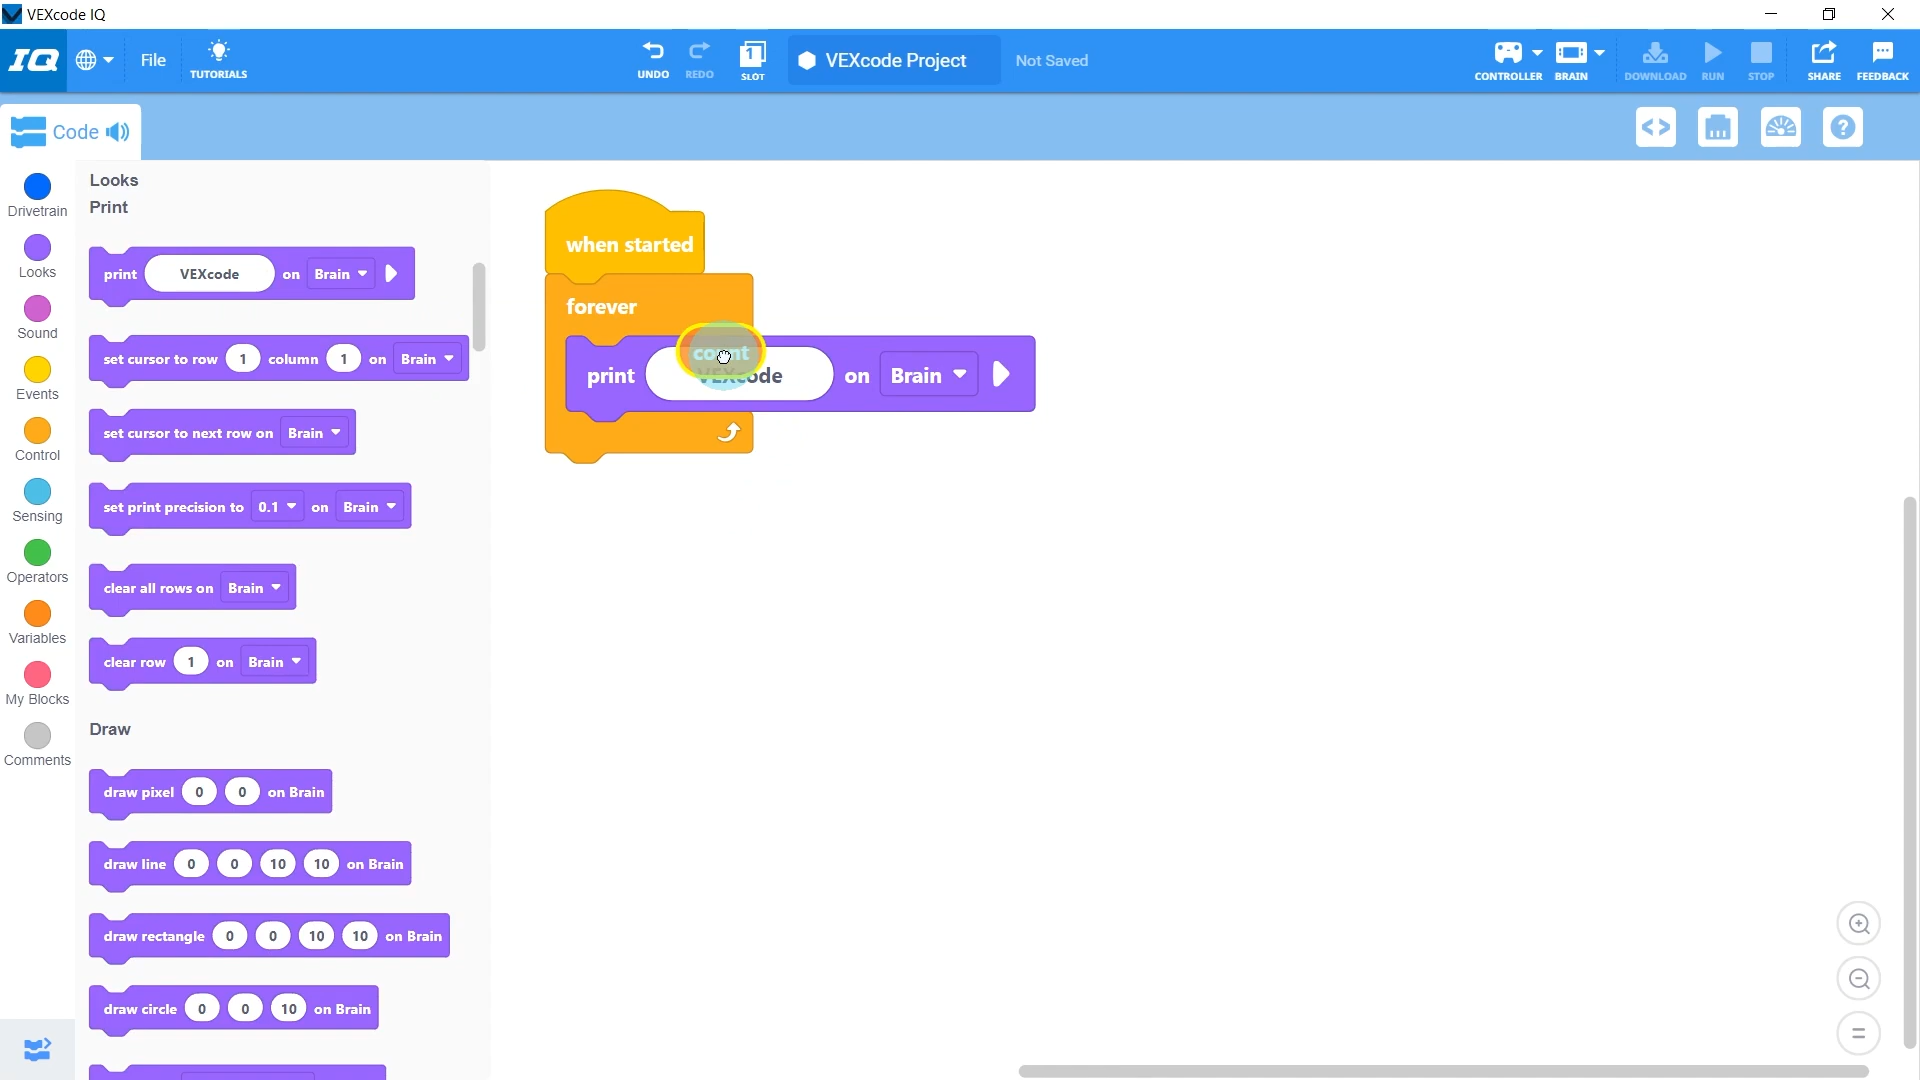 VEXcode IQ
IQ
File
TUTORIALS
UNDO
REDO
1
SLOT
VEXcode Project
Not Saved
CONTROLLER
BRAIN
DOWNLOAD
RUN
STOP
SHARE
FEEDBACK
Code
Drivetrain
Looks
Sound
Events
Control
Sensing
Operators
Variables
My Blocks
Comments
Looks
Print
print VEXcode on Brain
set cursor to row 1 column 1 on Brain
set cursor to next row on Brain
set print precision to 0.1 on Brain
clear all rows on Brain
clear row 1 on Brain
Draw
draw pixel 0 0 on Brain
draw line 0 0 10 10 on Brain
draw rectangle 0 0 10 10 on Brain
draw circle 0 0 10 on Brain
when started
forever
count
print VEXcode on Brain